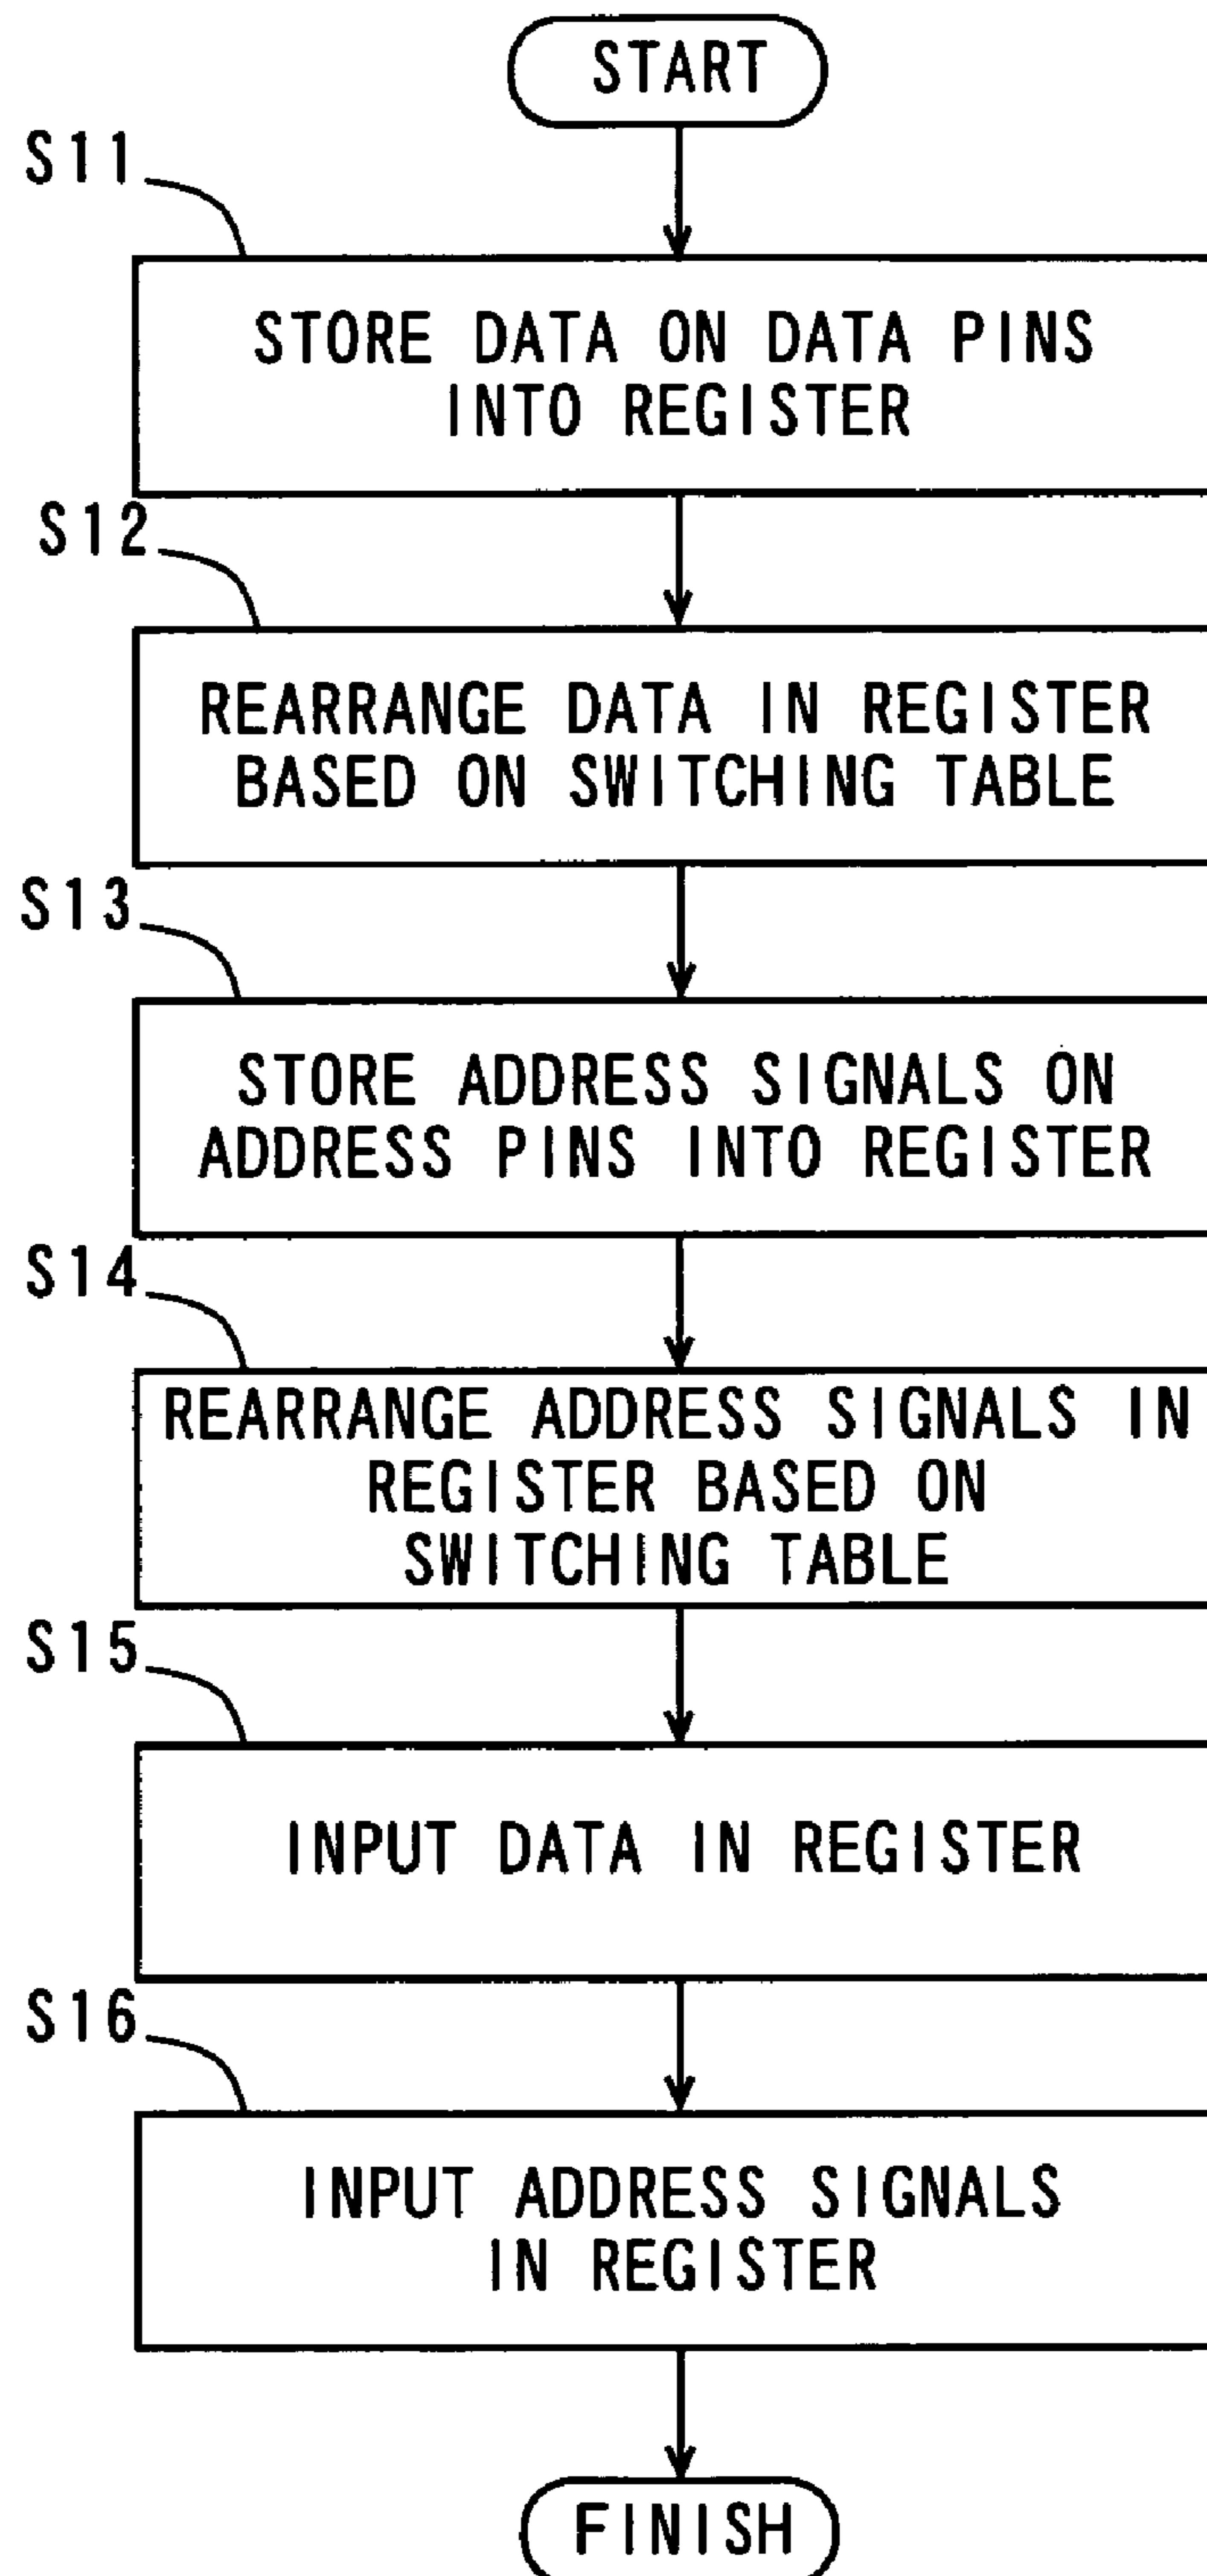 START
S11
STORE DATA ON DATA PINS
INTO REGISTER
S12
REARRANGE DATA IN REGISTER
BASED ON SWITCHING TABLE
S13
STORE ADDRESS SIGNALS ON
ADDRESS PINS INTO REGISTER
S14
REARRANGE ADDRESS SIGNALS IN
REGISTER BASED ON
SWITCHING TABLE
S15
INPUT DATA IN REGISTER
S16
INPUT ADDRESS SIGNALS
IN REGISTER
FINISH